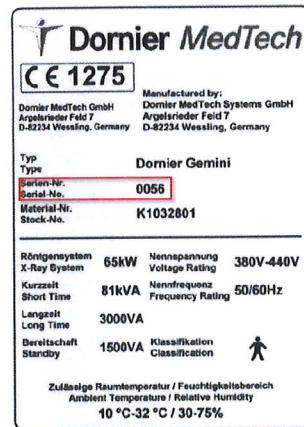 Dornier MedTech
CE 1275
Manufactured by:
Dornier MedTech GmbH Dornier MedTech Systems GmbH
Argelsrieder Feld 7 Argelsrieder Feld 7
D-82234 Wessling, Germany D-82234 Wessling, Germany
Typ
Type Dornier Gemini
Serien-Nr.
Serial-No. 0056
Material-Nr.
Stock-No. K1032801
Röntgensystem Nennspannung
X-Ray System 65kW Voltage Rating 380V-440V
Kurzzeit Nennfrequenz
Short Time 81kVA Frequency Rating 50/60Hz
Langzeit
Long Time 3000VA
Bereitschaft Klassifikation
Standby 1500VA Classification
Zulässige Raumtemperatur / Feuchtigkeitsbereich
Ambient Temperature / Relative Humidity
10 °C-32 °C / 30-75%